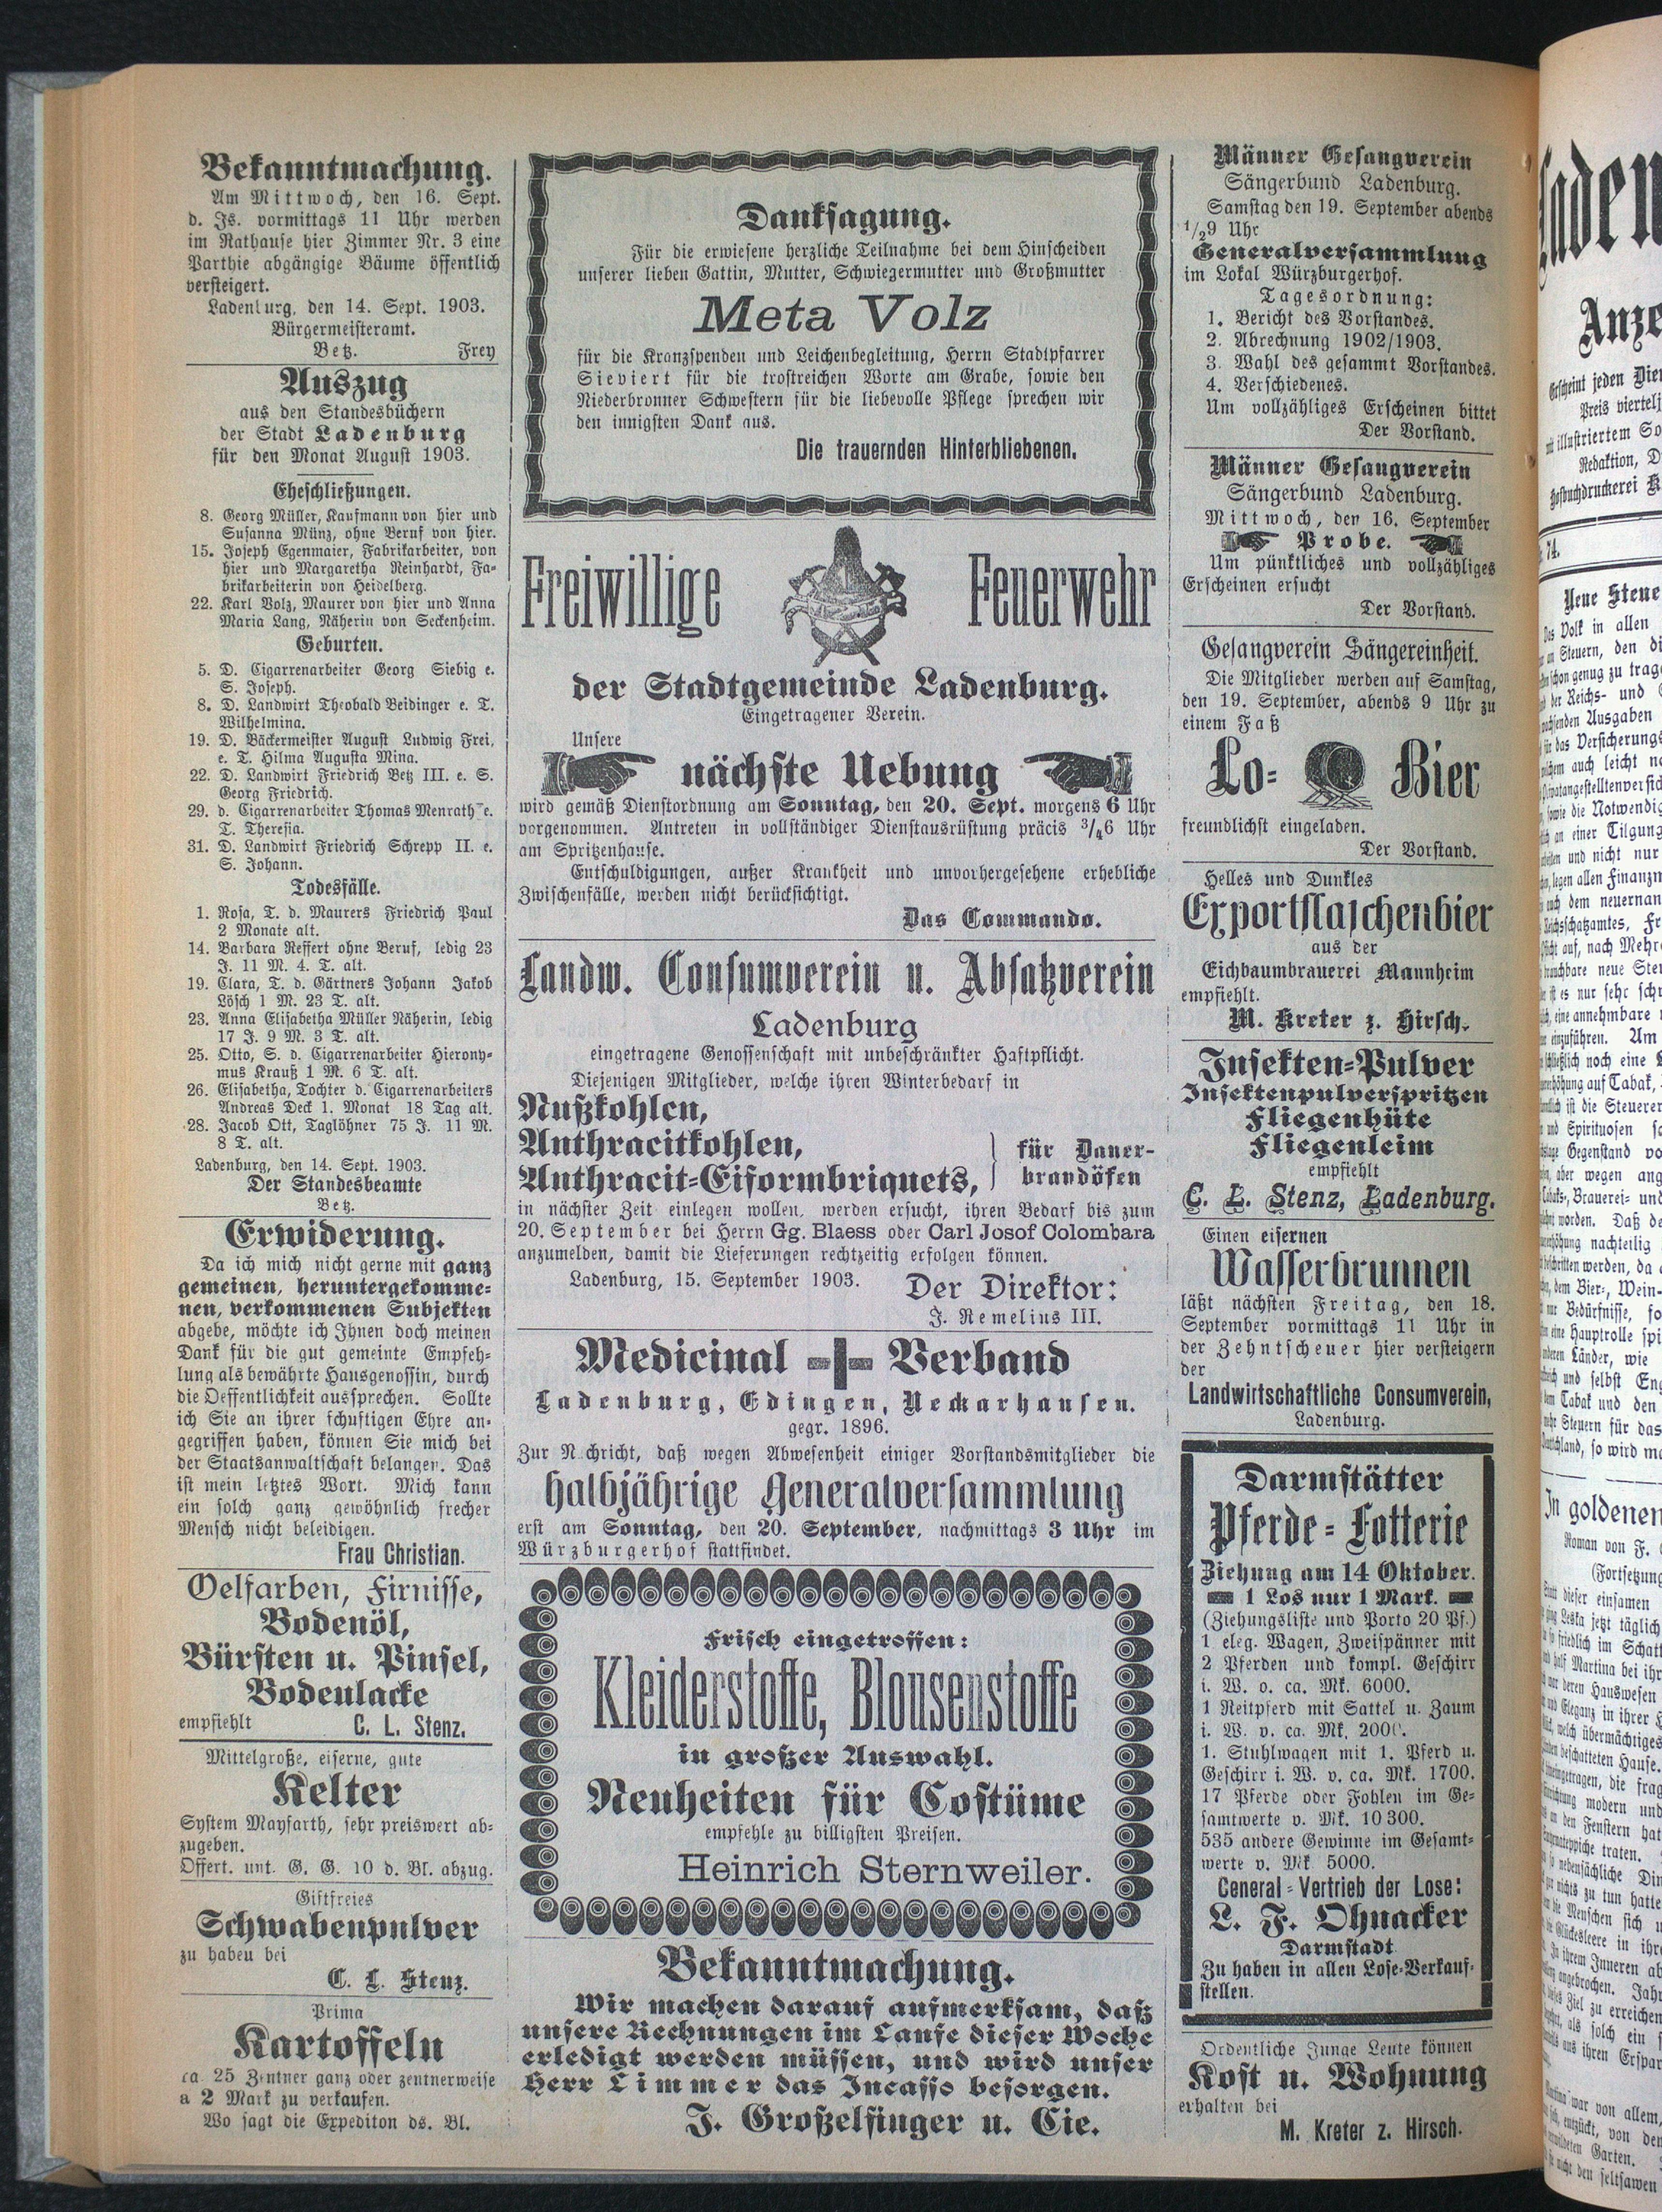 Bekanntmachung.
Am Mittwoch, den 16. Sept.
d. Js. vormittags 11 Uhr werden
im Rathause hier Zimmer Nr. 3 eine
Parthie abgängige Bäume öffentlich
versteigert.
Ladenburg, den 14. Sept. 1903.
Bürgermeisteramt.
Betz. Frey
Auszug
aus den Standesbüchern
der Stadt Ladenburg
für den Monat August 1903.
Eheschließungen.
8. Georg Müller, Kaufmann von hier und
Susanna Münz, ohne Beruf von hier.
15. Joseph Egenmaier, Fabrikarbeiter, von
hier und Margaretha Reinhardt, Fa-
brikarbeiterin von Heidelberg.
22. Karl Volz, Maurer von hier und Anna
Maria Lang, Näherin von Seckenheim.
Geburten.
5. D. Cigarrenarbeiter Georg Siebig e.
S. Joseph.
8. D. Landwirt Theobald Beidinger e. T.
Wilhelmina.
19. D. Bäckermeister August Ludwig Frei,
e. T. Hilma Augusta Mina.
22. D. Landwirt Friedrich Betz III. e. S.
Georg Friedrich.
29. d. Cigarrenarbeiter Thomas Menrath e.
T. Theresia.
31. D. Landwirt Friedrich Schrepp II. e.
S. Johann.
Todesfälle.
1. Rosa, T. d. Maurers Friedrich Paul
2 Monate alt.
14. Barbara Reffert ohne Beruf, ledig 23
J. 11 M. 4. T. alt.
19. Clara, T. d. Gärtners Johann Jakob
Lösch 1 M. 23 T. alt.
23. Anna Elisabetha Müller Näherin, ledig
17 J. 9 M. 3 T. alt.
25. Otto, S. d. Cigarrenarbeiter Hierony-
mus Krauß 1 M. 6 T. alt.
26. Elisabetha, Tochter d. Cigarrenarbeiters
Andreas Deck 1. Monat 18 Tag alt.
28. Jacob Ott, Taglöhner 75 J. 11 M.
8 T. alt.
Ladenburg, den 14. Sept. 1903.
Der Standesbeamte
Betz.
Erwiderung.
Da ich mich nicht gerne mit ganz
gemeinen, heruntergekomme-
nen, verkommenen Subjekten
abgebe, möchte ich Ihnen doch meinen
Dank für die gut gemeinte Empfeh-
lung als bewährte Hausgenossin, durch
die Oeffentlichkeit aussprechen. Sollte
ich Sie an ihrer schuftigen Ehre an-
gegriffen haben, können Sie mich bei
der Staatsanwaltschaft belangen. Das
ist mein letztes Wort. Mich kann
ein solch ganz gewöhnlich frecher
Mensch nicht beleidigen.
Frau Christian.
Oelfarben, Firnisse,
Bodenöl,
Bürsten u. Pinsel,
Bodenlacke
empfiehlt C. L. Stenz.
Mittelgroße, eiserne, gute
Kelter
System Mayfarth, sehr preiswert ab-
zugeben.
Offert. unt. G. G. 10 d. Bl. abzug.
Giftfreies
Schwabenpulver
zu haben bei
C. L. Stenz.
Prima
Kartoffeln
ca. 25 Zentner ganz oder zentnerweise
a 2 Mark zu verkaufen.
Wo sagt die Expediton ds. Bl.
Danksagung.
Für die erwiesene herzliche Teilnahme bei dem Hinscheiden
unserer lieben Gattin, Mutter, Schwiegermutter und Großmutter
Meta Volz
für die Kranzspenden und Leichenbegleitung, Herrn Stadtpfarrer
Sieviert für die trostreichen Worte am Grabe, sowie den
Niederbronner Schwestern für die liebevolle Pflege sprechen wir
den innigsten Dank aus.
Die trauernden Hinterbliebenen.
Freiwillige Feuerwehr
der Stadtgemeinde Ladenburg.
Eingetragener Verein.
Unsere
nächste Uebung
wird gemäß Dienstordnung am Sonntag, den 20. Sept. morgens 6 Uhr
vorgenommen. Antreten in vollständiger Dienstausrüstung präcis 3/46 Uhr
am Spritzenhause.
Entschuldigungen, außer Krankheit und unvorhergesehene erhebliche
Zwischenfälle, werden nicht berücksichtigt.
Das Commando.
Landw. Consumverein u. Absatzverein
Ladenburg
eingetragene Genossenschaft mit unbeschränkter Haftpflicht.
Diejenigen Mitglieder, welche ihren Winterbedarf in
Nußkohlen,
Anthracitkohlen, für Dauer-
Anthracit-Eiformbriquets, brandöfen
in nächster Zeit einlegen wollen, werden ersucht, ihren Bedarf bis zum
20. September bei Herrn Gg. Blaess oder Carl Josof Colombara
anzumelden, damit die Lieferungen rechtzeitig erfolgen können.
Ladenburg, 15. September 1903. Der Direktor:
J. Remelius III.
Medicinal Verband
Ladenburg, Edingen, Neckarhausen.
gegr. 1896.
Zur Nachricht, daß wegen Abwesenheit einiger Vorstandsmitglieder die
halbjährige Generalversammlung
erst am Sonntag, den 20. September, nachmittags 3 Uhr im
Würzburgerhof stattfindet.
Frisch eingetroffen:
Kleiderstoffe, Blousenstoffe
in großer Auswahl.
Neuheiten für Costüme
empfehle zu billigsten Preisen.
Heinrich Sternweiler.
Bekanntmachung.
Wir machen darauf aufmerksam, daß
unsere Rechnungen im Laufe dieser Woche
erledigt werden müssen, und wird unser
Herr Limmer das Incasso besorgen.
J. Großelfinger u. Cie.
Männer Gesangverein
Sängerbund Ladenburg.
Samstag den 19. September abends
1/29 Uhr
Generalversammlung
im Lokal Würzburgerhof.
Tagesordnung:
1. Bericht des Vorstandes.
2. Abrechnung 1902/1903.
3. Wahl des gesammt Vorstandes.
4. Verschiedenes.
Um vollzähliges Erscheinen bittet
Der Vorstand.
Männer Gesangverein
Sängerbund Ladenburg.
Mittwoch, den 16. September
Probe.
Um pünktliches und vollzähliges
Erscheinen ersucht
Der Vorstand.
Gesangverein Sängereinheit.
Die Mitglieder werden auf Samstag,
den 19. September, abends 9 Uhr zu
einem Faß
Lo- Bier
freundlichst eingeladen.
Der Vorstand.
Helles und Dunkles
Exportflaschenbier
aus der
Eichbaumbrauerei Mannheim
empfiehlt.
M. Kreter z. Hirsch.
Insekten-Pulver
Insektenpulverspritzen
Fliegenhüte
Fliegenleim
empfiehlt
C. L. Stenz, Ladenburg.
Einen eisernen
Wasserbrunnen
läßt nächsten Freitag, den 18.
September vormittags 11 Uhr in
der Zehntscheuer hier versteigern
der
Landwirtschaftliche Consumverein,
Ladenburg.
Darmstätter
Pferde-Lotterie
Ziehung am 14 Oktober.
1 Los nur 1 Mark.
(Ziehungsliste und Porto 20 Pf.)
1 eleg. Wagen, Zweispänner mit
2 Pferden und kompl. Geschirr
i. W. o. ca. Mk. 6000.
1 Reitpferd mit Sattel u. Zaum
i. W. v. ca. Mk. 2000.
1. Stuhlwagen mit 1. Pferd u.
Geschirr i. W. v. ca. Mk. 1700.
17 Pferde oder Fohlen im Ge-
samtwerte v. Mk. 10300.
535 andere Gewinne im Gesamt-
werte v. Mk. 5000.
General-Vertrieb der Lose:
L. F. Ohnacker
Darmstadt
Zu haben in allen Lose-Verkauf-
stellen.
Ordentliche Junge Leute können
Kost u. Wohnung
erhalten bei
M. Kreter z. Hirsch.
Laden
Anze
Erscheint jeden Dien
Preis viertelj
mit illustriertem So
Redaktion, D
Hofbuchdruckerei K
74.
Neue Steue
In goldenen
Roman von F.
(Fortsetzung